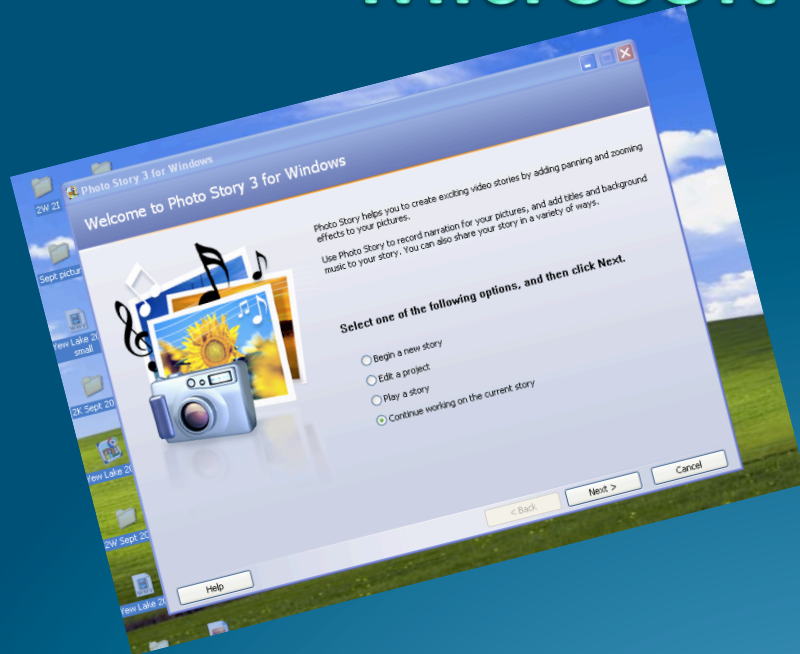 Microsoft
Photo Story 3 for Windows
Welcome to Photo Story 3 for Windows
Photo Story helps you to create exciting video stories by adding panning and zooming
effects to your pictures.
Use Photo Story to record narration for your pictures, and add titles and background
music to your story. You can also share your story in a variety of ways.
Select one of the following options, and then click Next.
Begin a new story
Edit a project
Play a story
Continue working on the current story
< Back
Next >
Cancel
Help
2W 21
Sept pictur
Yew Lake 20
small
2K Sept 20
Yew Lake 20
2W Sept 20
Yew Lake 20